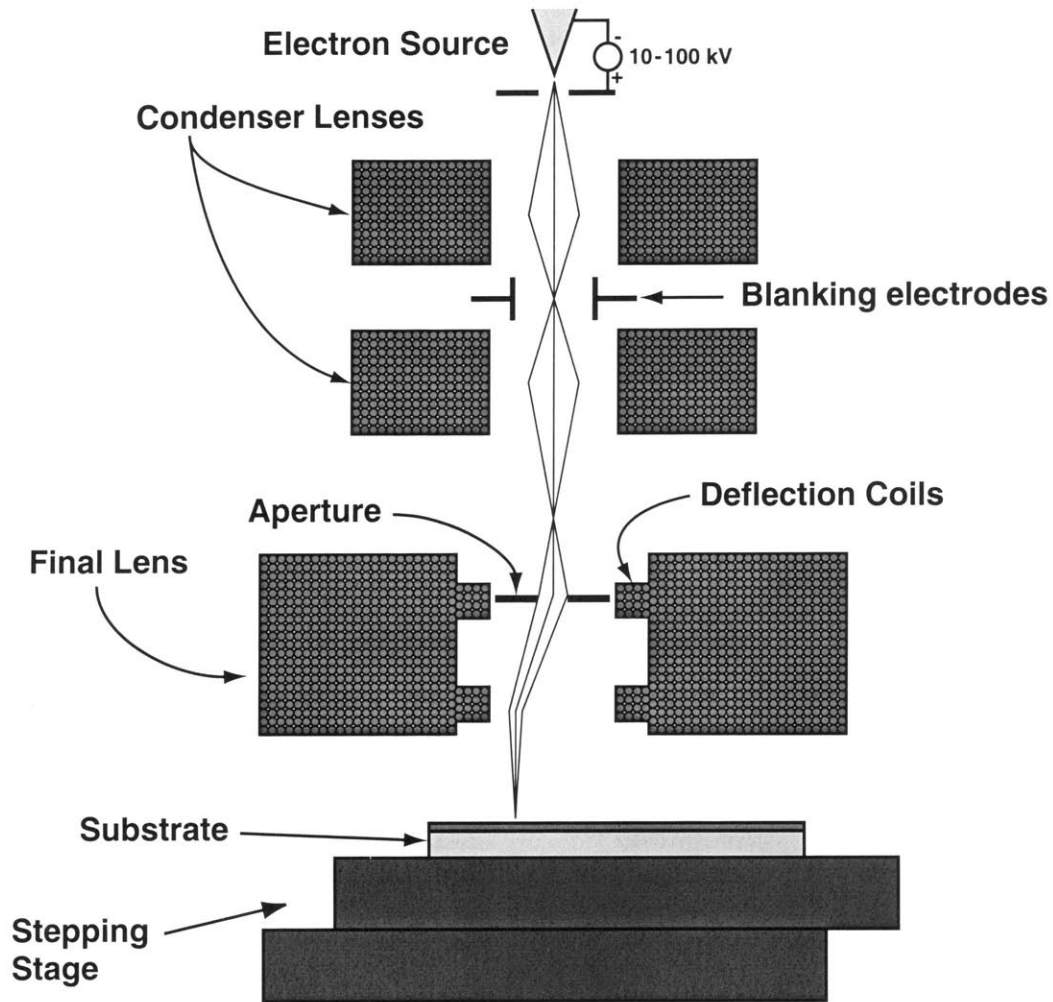 Electron Source
-
10-100 kV
+
Condenser Lenses
Blanking electrodes
Deflection Coils
Aperture
Final Lens
Substrate
Stepping
Stage